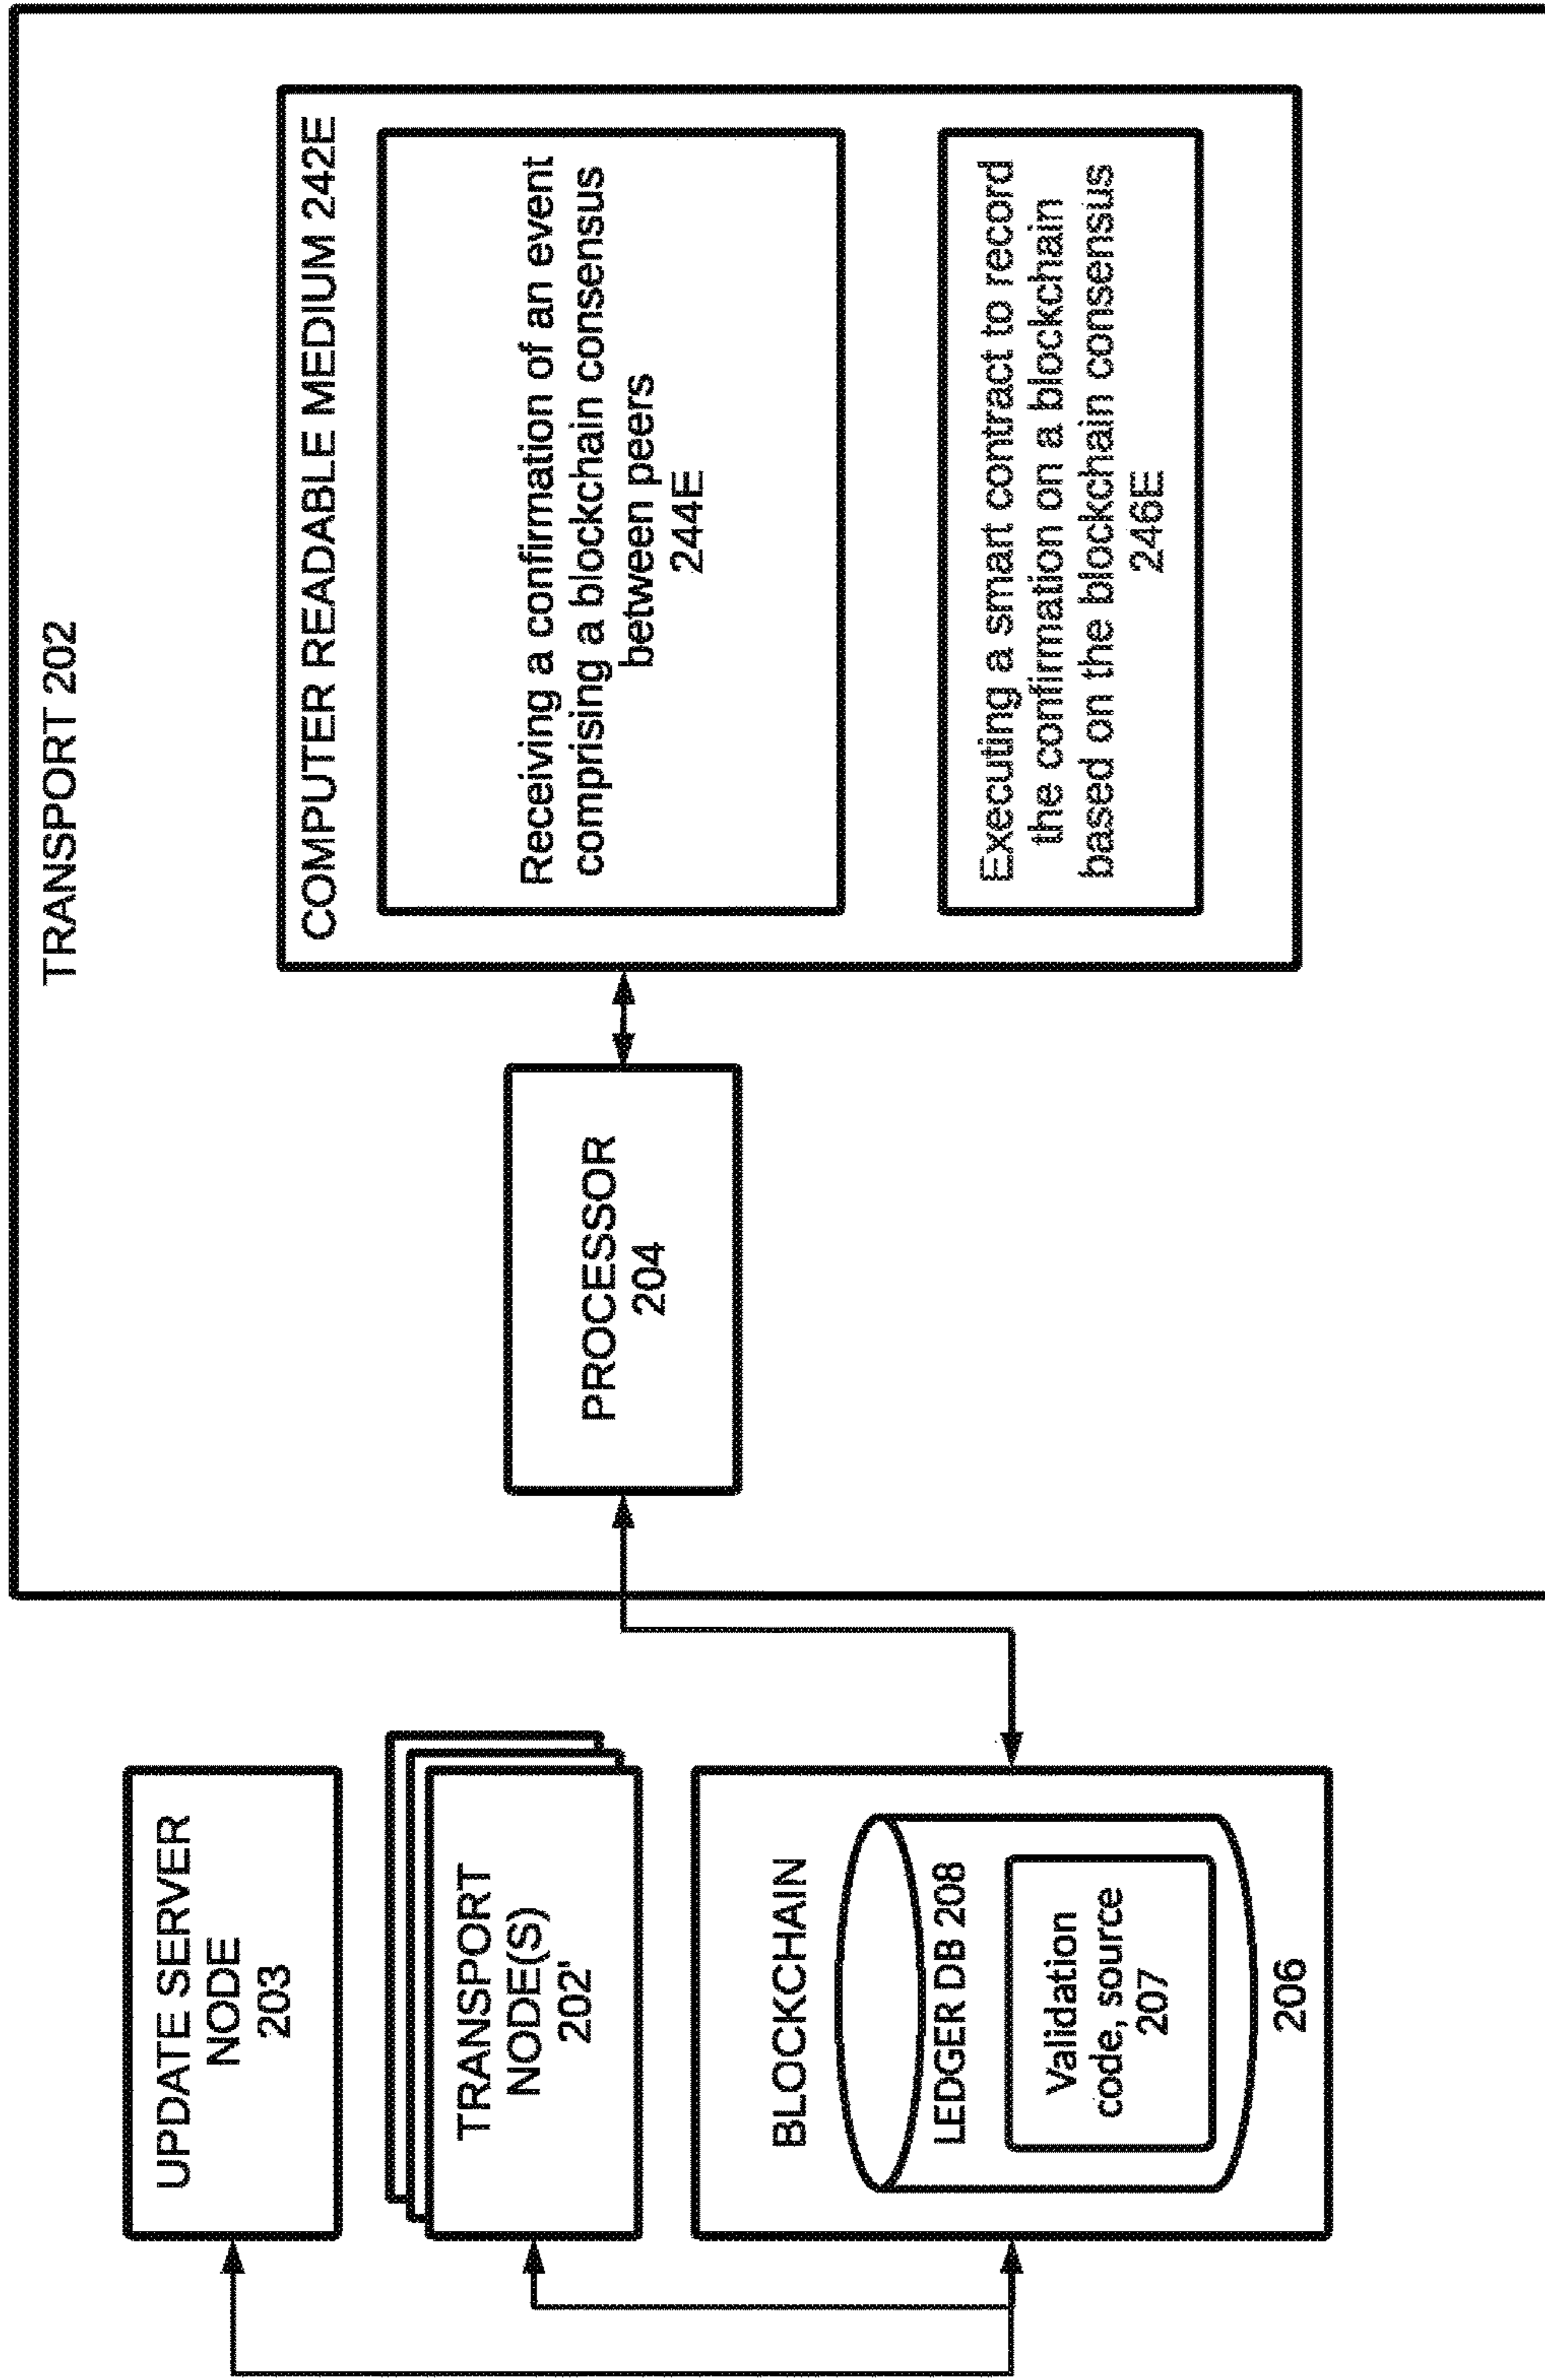 TRANSPORT 202
UPDATE SERVER
NODE
203
TRANSPORT
NODE(S)
202'
BLOCKCHAIN
LEDGER DB 208
Validation
code, source
207
206
PROCESSOR
204
COMPUTER READABLE MEDIUM 242E
Receiving a confirmation of an event
comprising a blockchain consensus
between peers
244E
Executing a smart contract to record
the confirmation on a blockchain
based on the blockchain consensus
246E